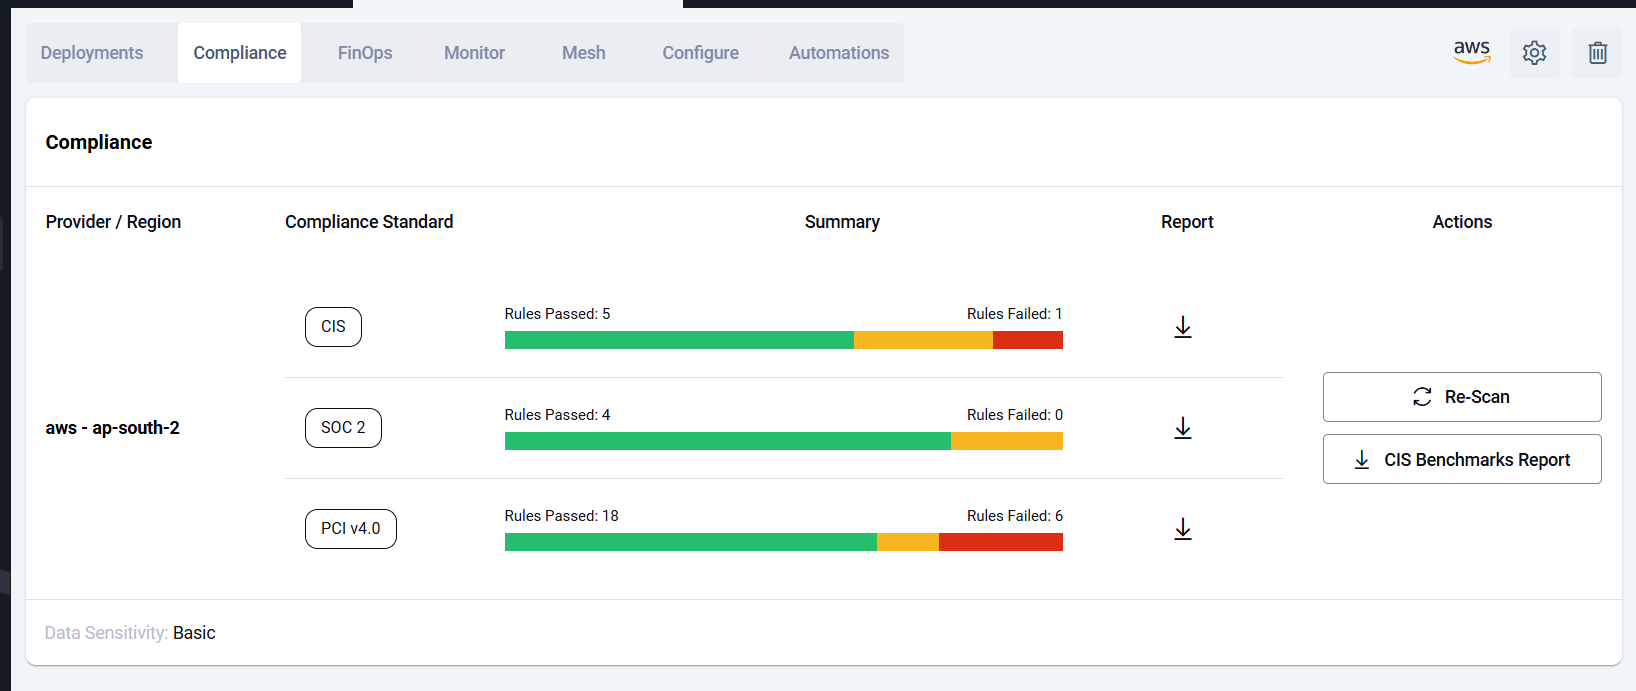 Deployments
Compliance
FinOps
Monitor
Mesh
Configure
Automations
aws
Compliance
Provider / Region
Compliance Standard
Summary
Report
Actions
aws - ap-south-2
CIS
Rules Passed: 5
Rules Failed: 1
SOC 2
Rules Passed: 4
Rules Failed: 0
PCI v4.0
Rules Passed: 18
Rules Failed: 6
Re-Scan
CIS Benchmarks Report
Data Sensitivity: Basic